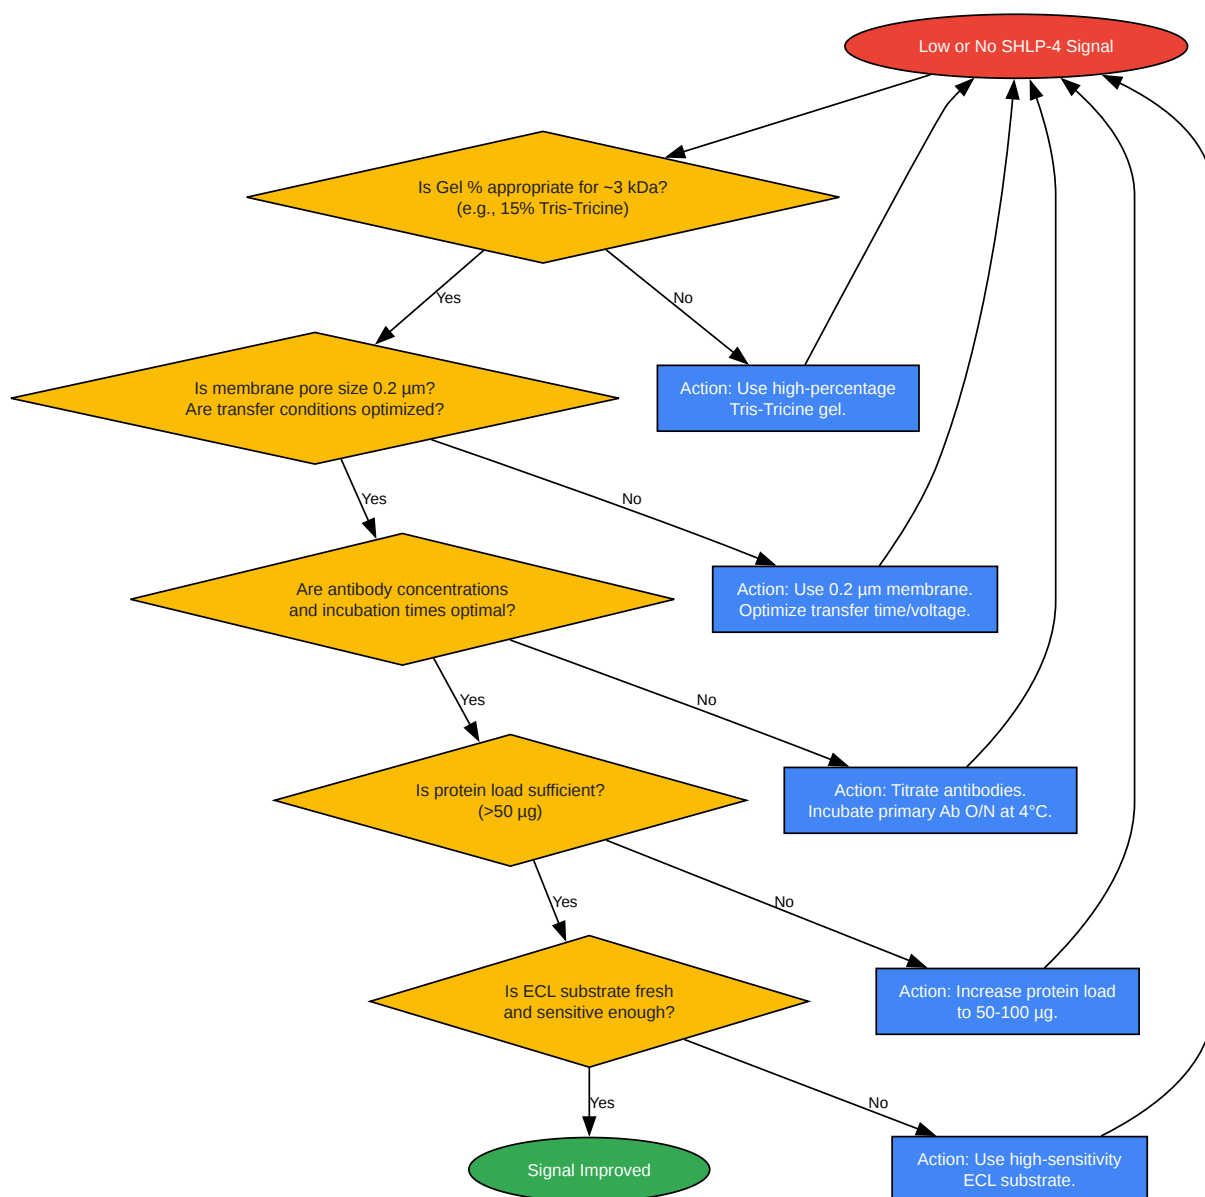 Low or No SHLP-4 Signal
Is Gel % appropriate for ~3 kDa?
(e.g., 15% Tris-Tricine)
Yes
No
Is membrane pore size 0.2 µm?
Are transfer conditions optimized?
Action: Use high-percentage
Tris-Tricine gel.
Yes
No
Are antibody concentrations
and incubation times optimal?
Action: Use 0.2 µm membrane.
Optimize transfer time/voltage.
Yes
No
Is protein load sufficient?
(>50 µg)
Action: Titrate antibodies.
Incubate primary Ab O/N at 4°C.
Yes
No
Is ECL substrate fresh
and sensitive enough?
Action: Increase protein load
to 50-100 µg.
Yes
No
Signal Improved
Action: Use high-sensitivity
ECL substrate.